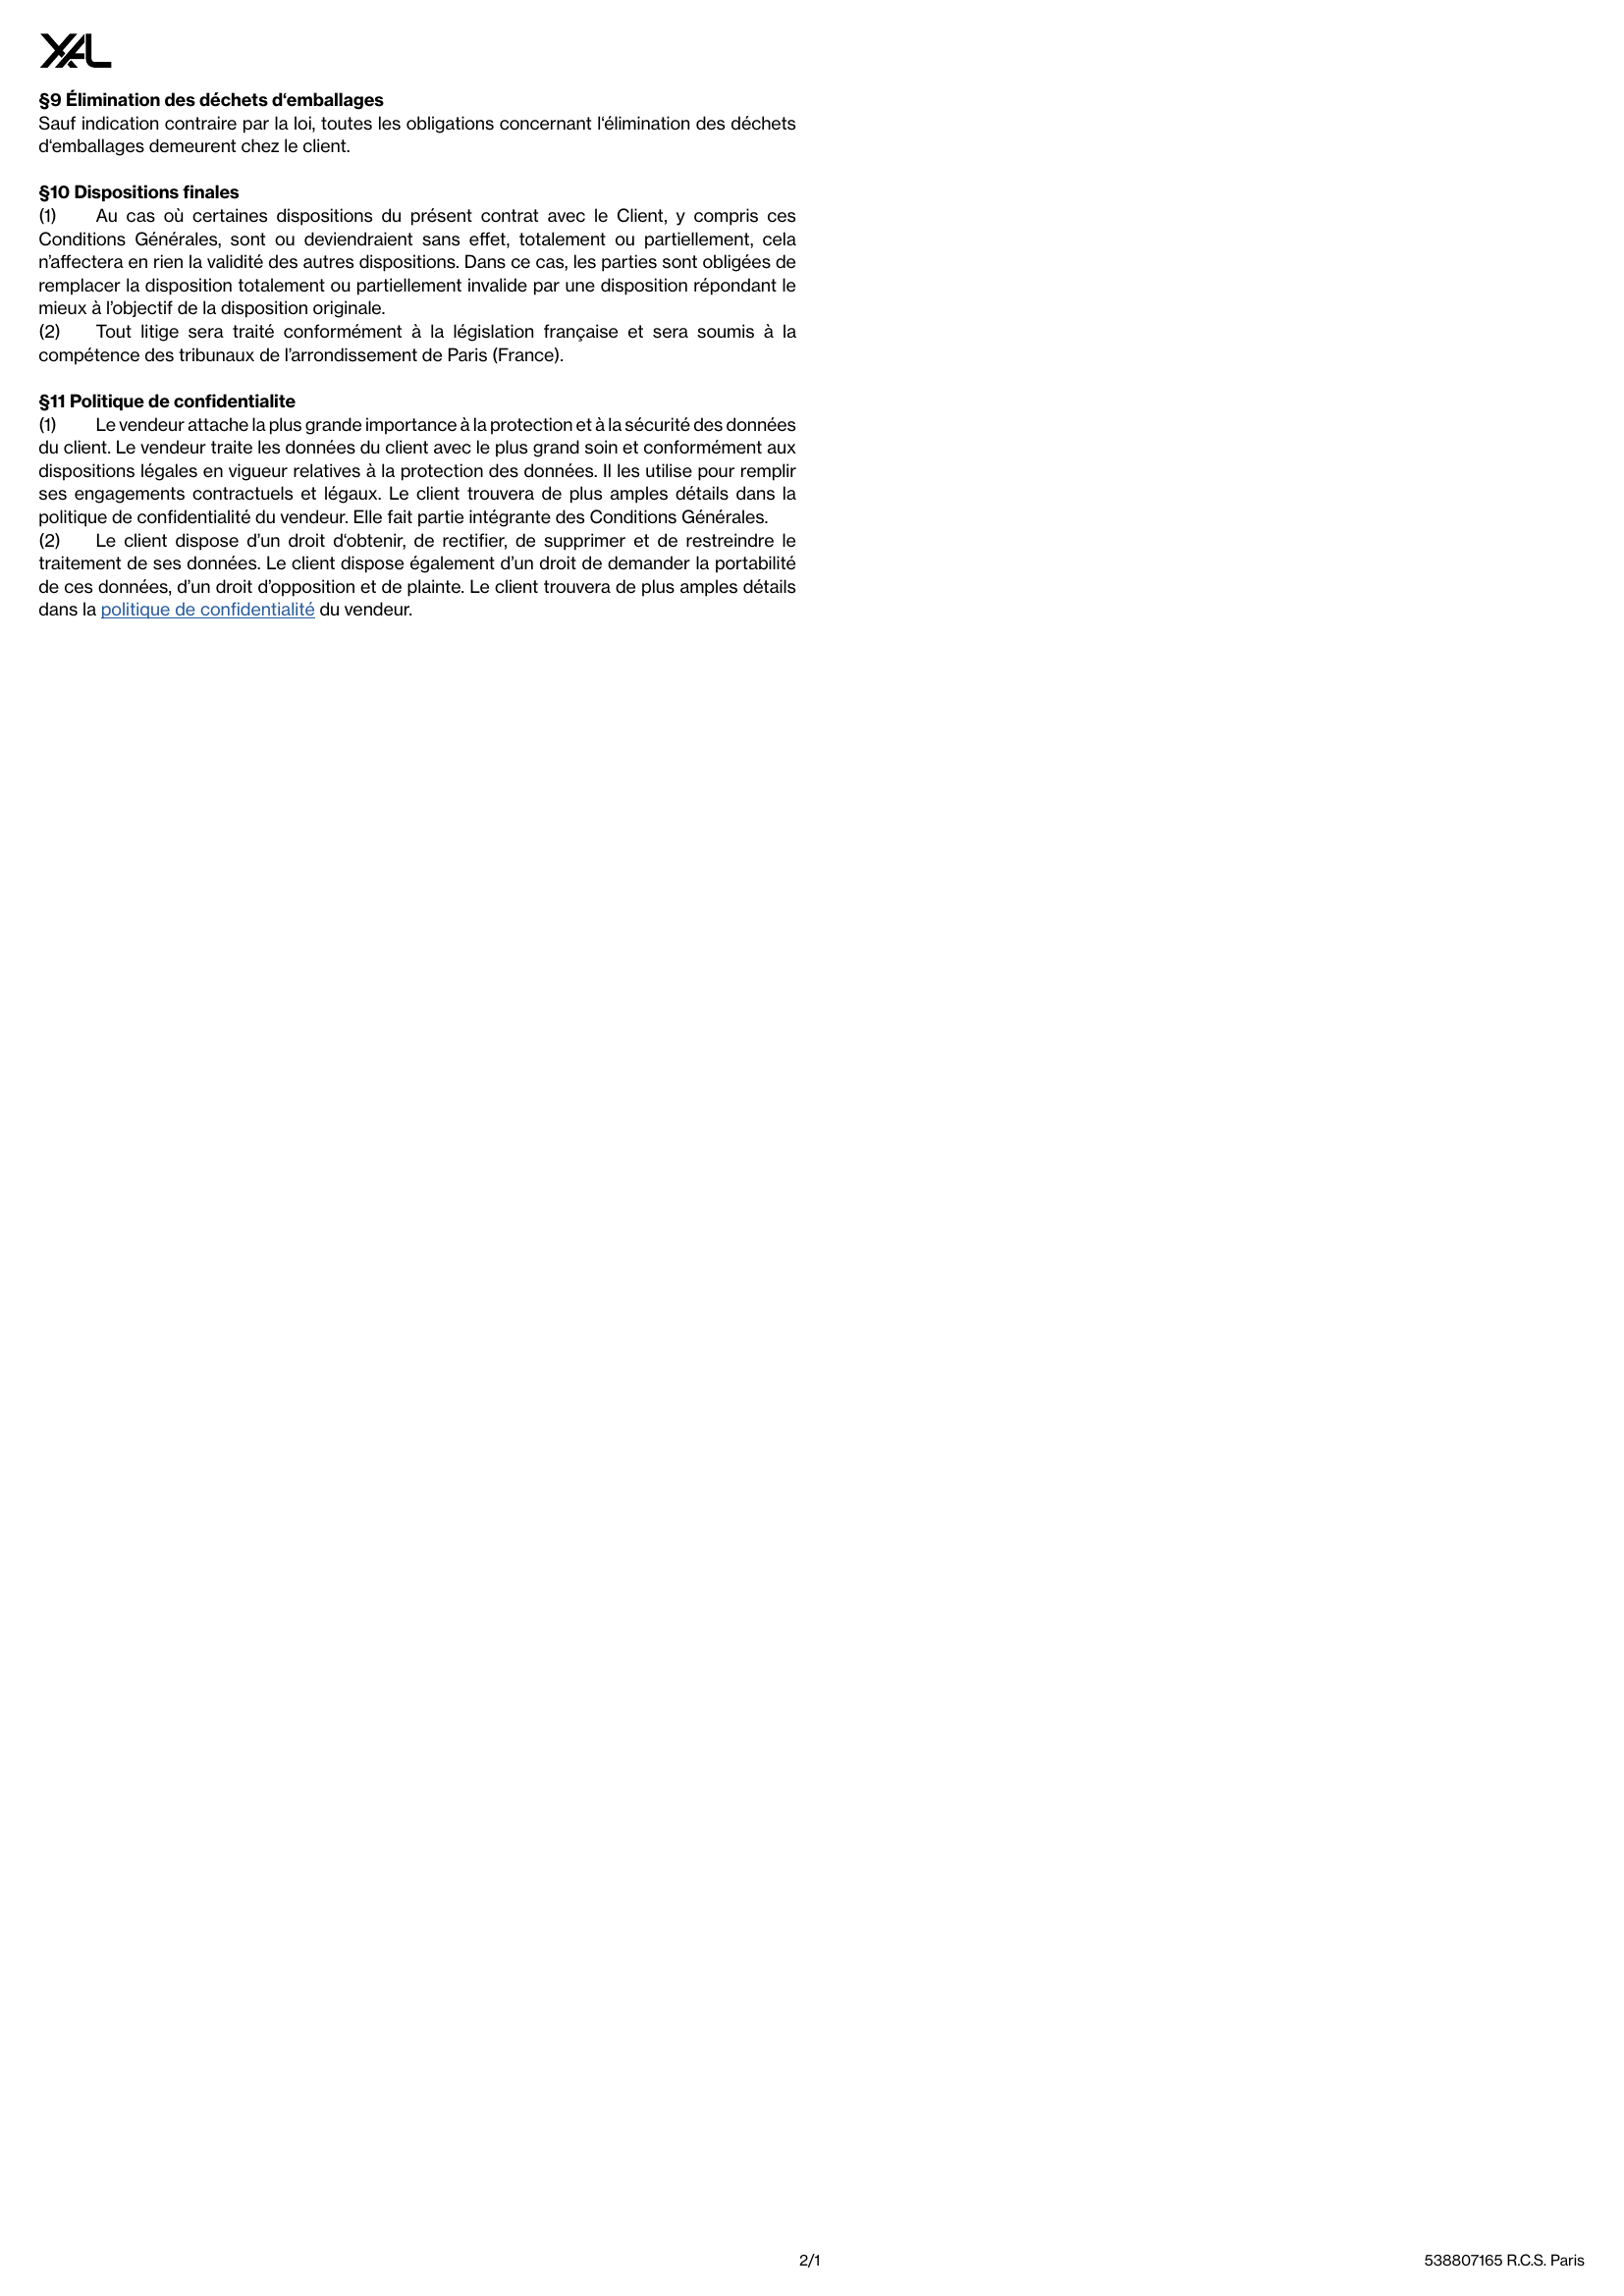 XAL
§9 Élimination des déchets d‘emballages
Sauf indication contraire par la loi, toutes les obligations concernant l‘élimination des déchets
d‘emballages demeurent chez le client.
§10 Dispositions finales
(1) Au cas où certaines dispositions du présent contrat avec le Client, y compris ces
Conditions Générales, sont ou deviendraient sans effet, totalement ou partiellement, cela
n’affectera en rien la validité des autres dispositions. Dans ce cas, les parties sont obligées de
remplacer la disposition totalement ou partiellement invalide par une disposition répondant le
mieux à l’objectif de la disposition originale.
(2) Tout litige sera traité conformément à la législation française et sera soumis à la
compétence des tribunaux de l’arrondissement de Paris (France).
§11 Politique de confidentialite
(1) Le vendeur attache la plus grande importance à la protection et à la sécurité des données
du client. Le vendeur traite les données du client avec le plus grand soin et conformément aux
dispositions légales en vigueur relatives à la protection des données. Il les utilise pour remplir
ses engagements contractuels et légaux. Le client trouvera de plus amples détails dans la
politique de confidentialité du vendeur. Elle fait partie intégrante des Conditions Générales.
(2) Le client dispose d’un droit d‘obtenir, de rectifier, de supprimer et de restreindre le
traitement de ses données. Le client dispose également d’un droit de demander la portabilité
de ces données, d’un droit d’opposition et de plainte. Le client trouvera de plus amples détails
dans la politique de confidentialité du vendeur.
2/1
538807165 R.C.S. Paris